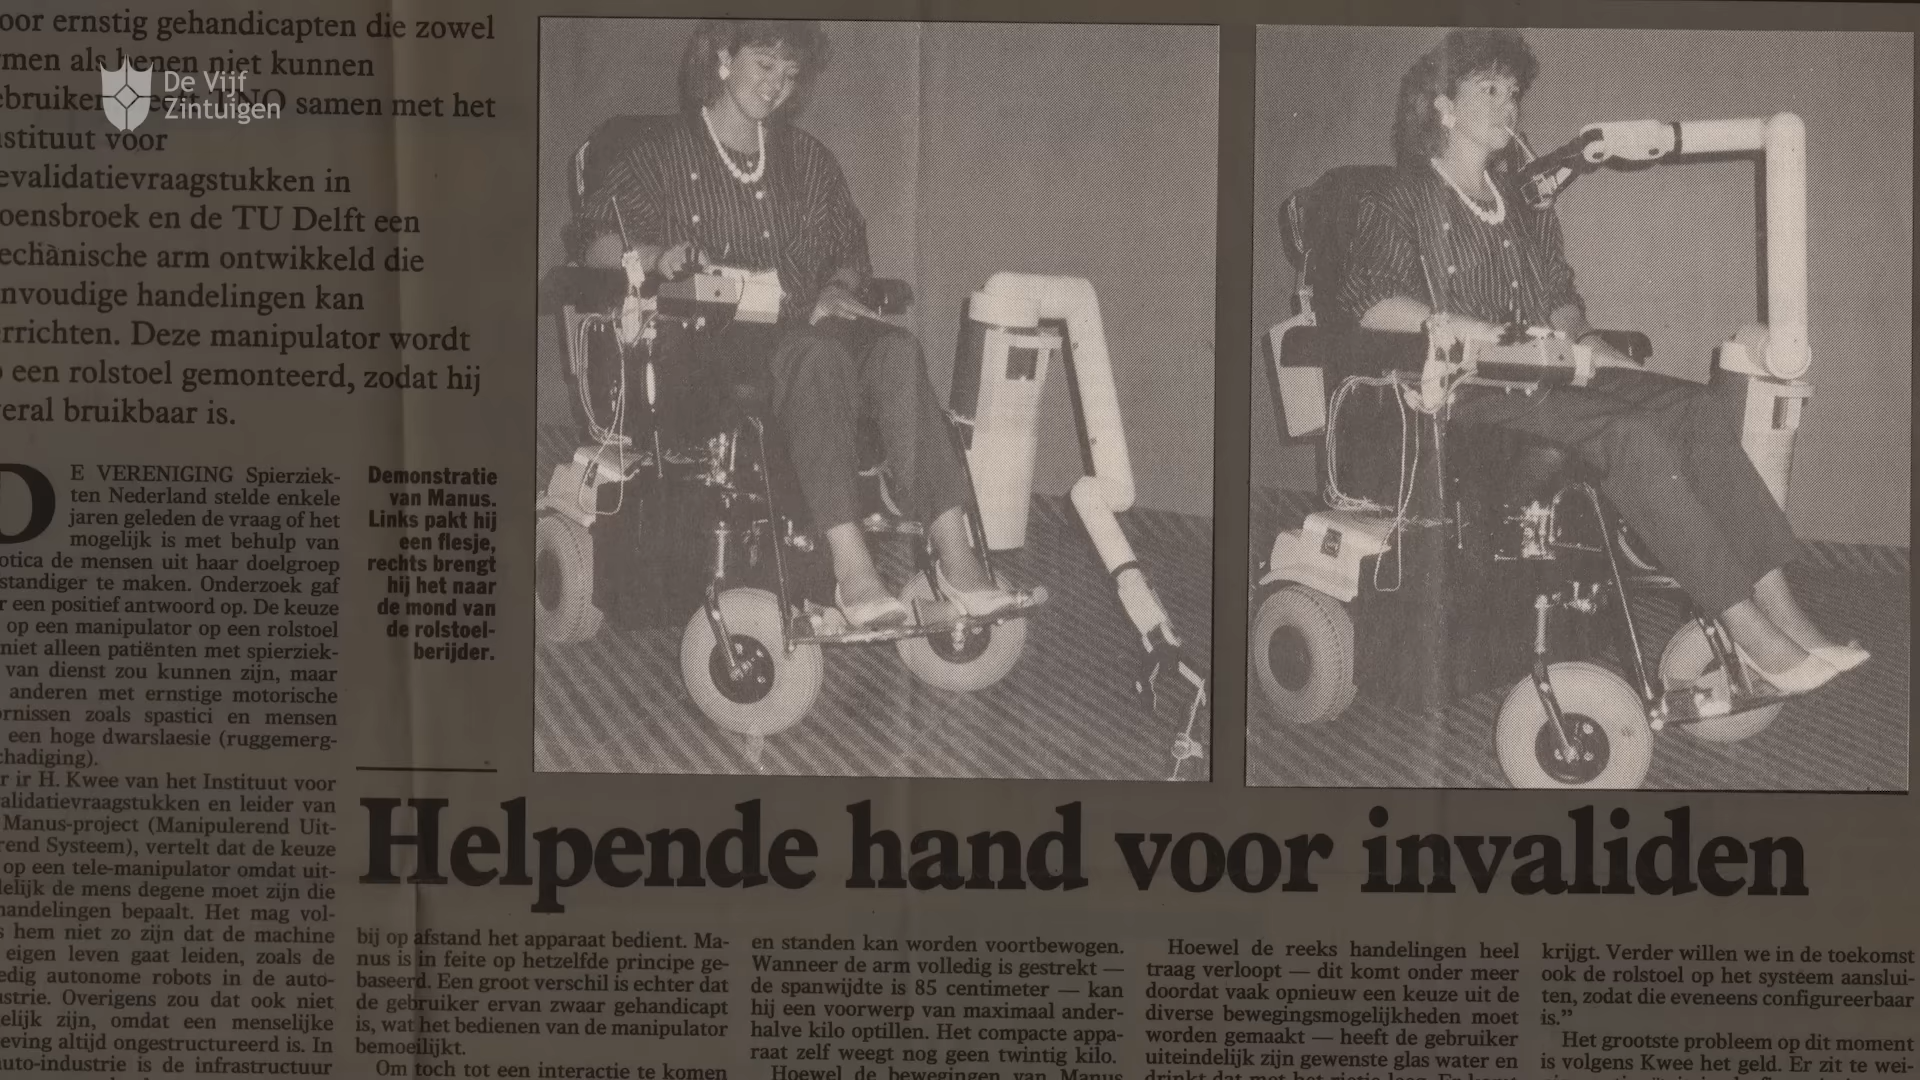 De Vijf
Zintuigen
oor ernstig gehandicapten die zowel
rmen als benen niet kunnen
ebruiken heeft TNO samen met het
nstituut voor
evalidatievraagstukken in
oensbroek en de TU Delft een
echànische arm ontwikkeld die
nvoudige handelingen kan
rrichten. Deze manipulator wordt
een rolstoel gemonteerd, zodat hij
eral bruikbaar is.
DE VERENIGING Spierziek-
ten Nederland stelde enkele
jaren geleden de vraag of het
mogelijk is met behulp van
otica de mensen uit haar doelgroep
standiger te maken. Onderzoek gaf
r een positief antwoord op. De keuze
op een manipulator op een rolstoel
niet alleen patiënten met spierziek-
van dienst zou kunnen zijn, maar
anderen met ernstige motorische
ornissen zoals spastici en mensen
een hoge dwarslaesie (ruggemerg-
chadiging).
r ir H. Kwee van het Instituut voor
alidatievraagstukken en leider van
Manus-project (Manipulerend Uit-
rend Systeem), vertelt dat de keuze
op een tele-manipulator omdat uit-
delijk de mens degene moet zijn die
handelingen bepaalt. Het mag vol-
s hem niet zo zijn dat de machine
eigen leven gaat leiden, zoals de
edig autonome robots in de auto-
ustrie. Overigens zou dat ook niet
elijk zijn, omdat een menselijke
eving altijd ongestructureerd is. In
auto-industrie is de infrastructuur
Demonstratie
van Manus.
Links pakt hij
een flesje,
rechts brengt
hij het naar
de mond van
de rolstoel-
berijder.
Helpende hand voor invaliden
bij op afstand het apparaat bedient. Ma-
nus is in feite op hetzelfde principe ge-
baseerd. Een groot verschil is echter dat
de gebruiker ervan zwaar gehandicapt
is, wat het bedienen van de manipulator
bemoeilijkt.
Om toch tot een interactie te komen
en standen kan worden voortbewogen.
Wanneer de arm volledig is gestrekt —
de spanwijdte is 85 centimeter — kan
hij een voorwerp van maximaal ander-
halve kilo optillen. Het compacte appa-
raat zelf weegt nog geen twintig kilo.
Hoewel de bewegingen van Manus
Hoewel de reeks handelingen heel
traag verloopt — dit komt onder meer
doordat vaak opnieuw een keuze uit de
diverse bewegingsmogelijkheden moet
worden gemaakt — heeft de gebruiker
uiteindelijk zijn gewenste glas water en
krijgt. Verder willen we in de toekomst
ook de rolstoel op het systeem aanslui-
ten, zodat die eveneens configureerbaar
is.”
Het grootste probleem op dit moment
is volgens Kwee het geld. Er zit te wei-